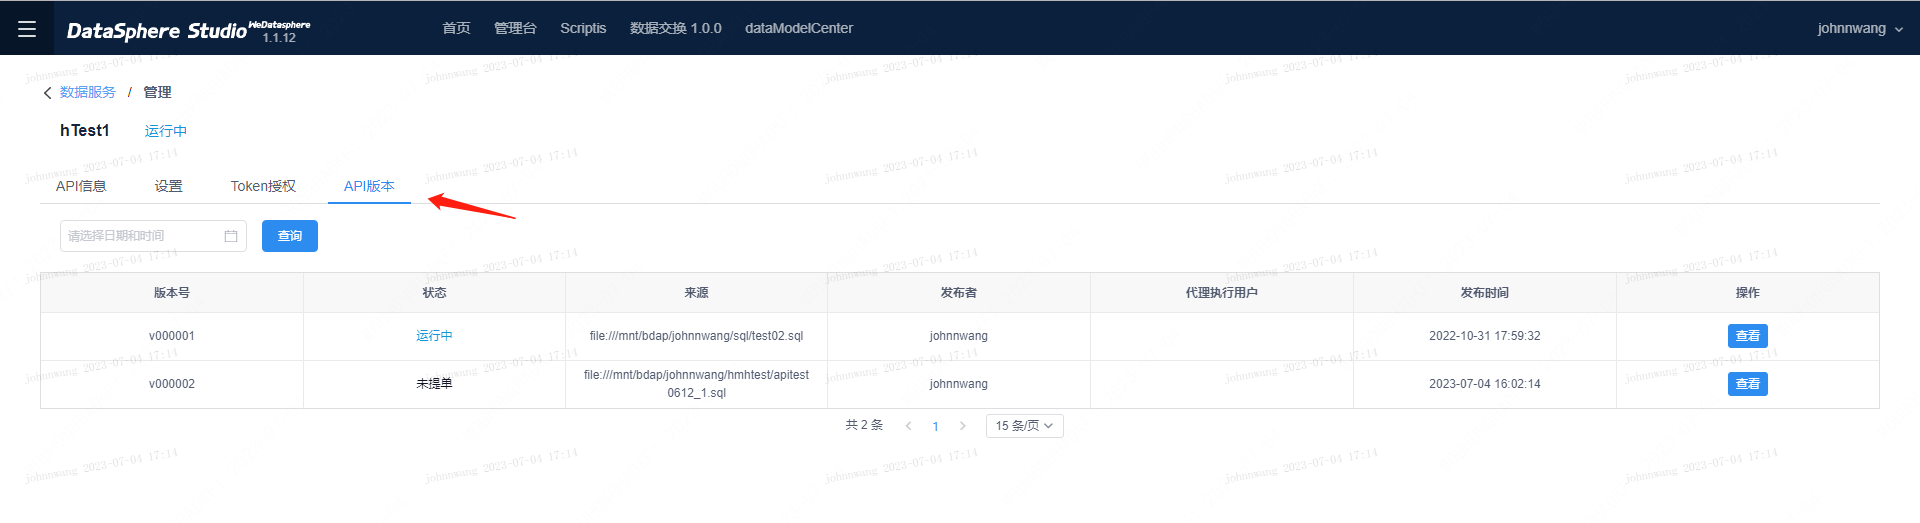 DataSphere Studio WeDatasphere
1.1.12
首页 管理台 Scriptis 数据交换 1.0.0 dataModelCenter
johnnwang
johnnwang 2023-07-04 17:14
数据服务 / 管理
hTest1 运行中
API信息 设置 Token授权 API版本
请选择日期和时间 查询
版本号 状态 来源 发布者 代理执行用户 发布时间 操作
v000001 运行中 file:///mnt/bdap/johnnwang/sql/test02.sql johnnwang 2022-10-31 17:59:32 查看
v000002 未提单 file:///mnt/bdap/johnnwang/hmhtest/apitest
0612_1.sql johnnwang 2023-07-04 16:02:14 查看
共 2 条 1 15 条/页